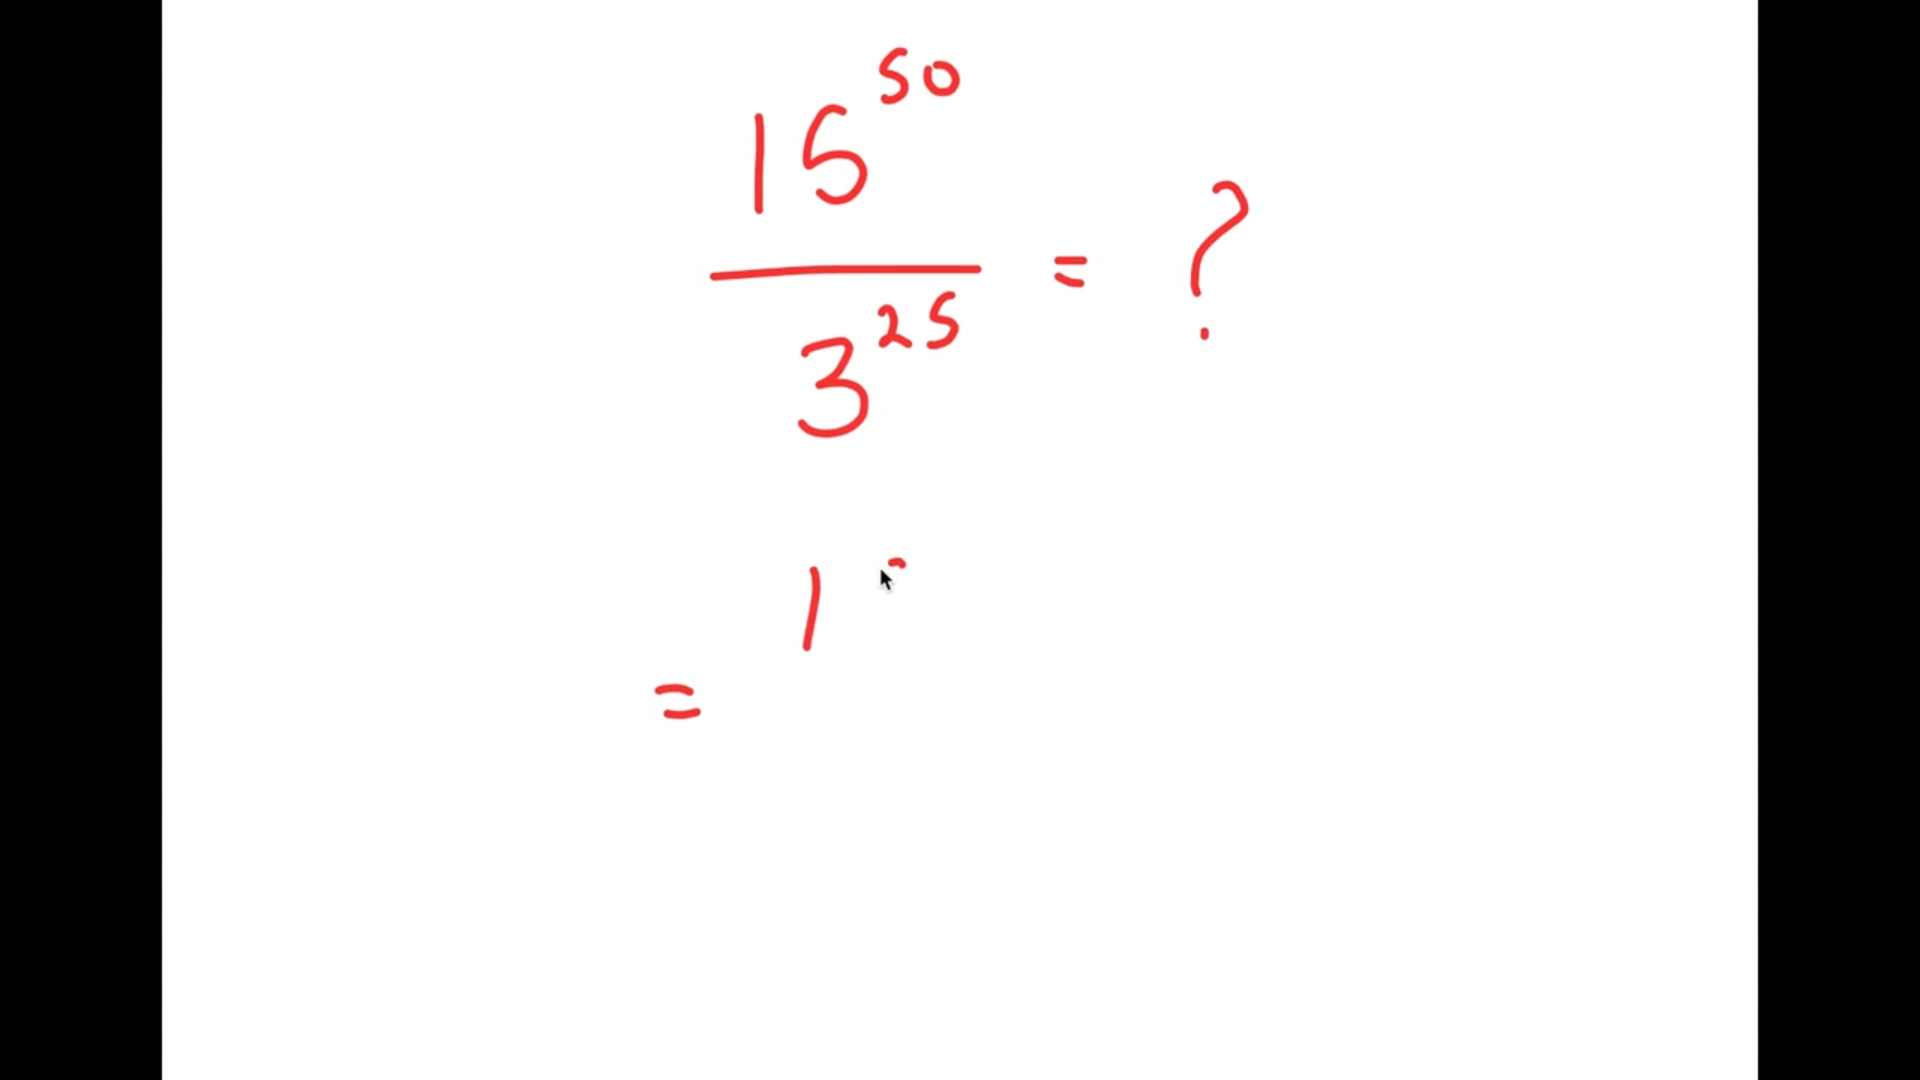 15^50
/
3^25 = ?
= 1